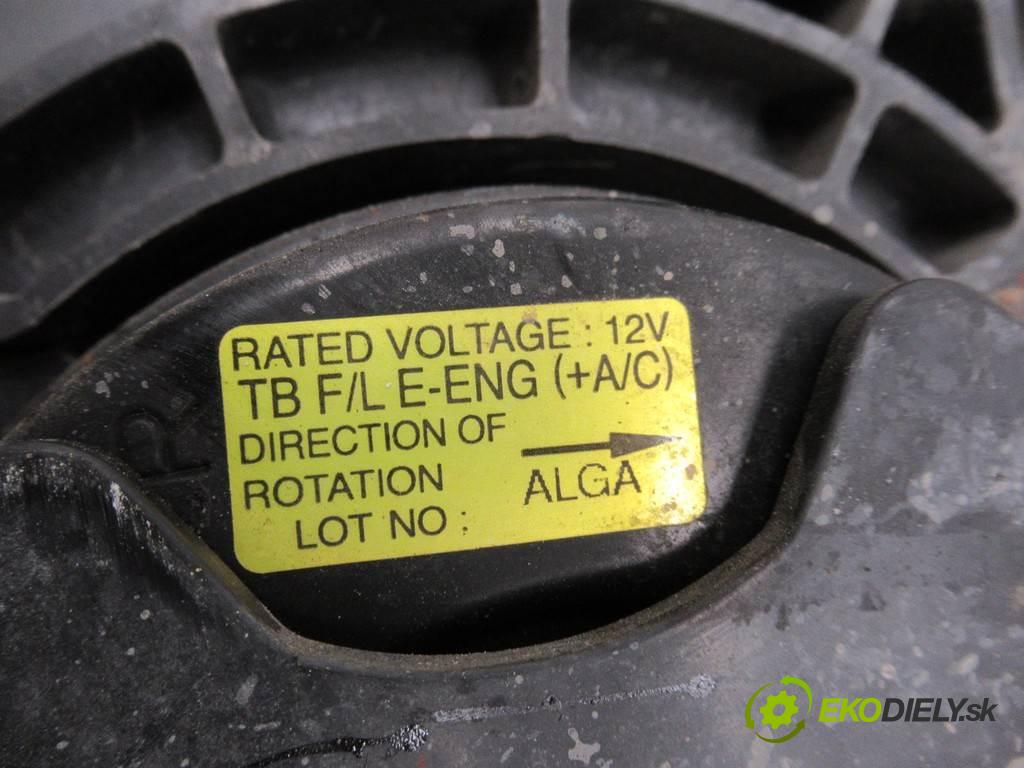 RATED VOLTAGE : 12V
TB F/L E-ENG (+A/C)
DIRECTION OF
ROTATION
ALGA
LOT NO :
EKODIELY.sk